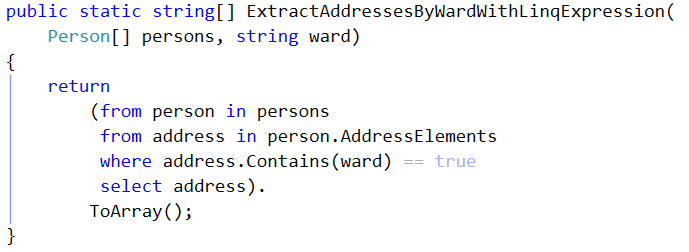 public static string[] ExtractAddressesByWardWithLinqExpression(
    Person[] persons, string ward)
{
    return
        (from person in persons
         from address in person.AddressElements
         where address.Contains(ward) == true
         select address).
        ToArray();
}